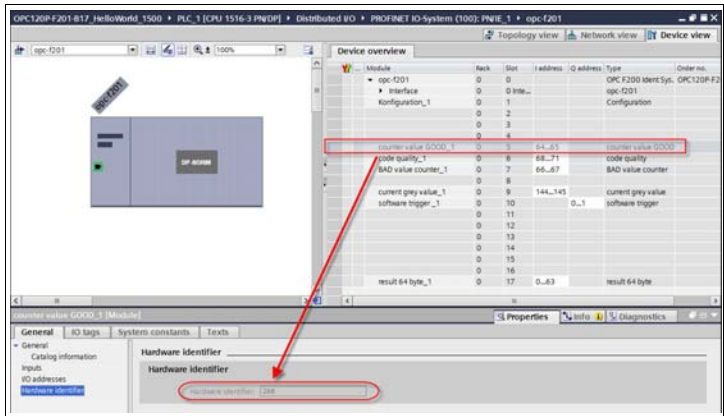 OPC120P-F201-B17_HelloWorld_1500 ▸ PLC_1 [CPU 1516-3 PN/DP] ▸ Distributed I/O ▸ PROFINET IO-System (100): PN/IE_1 ▸ opc-f201
Topology view Network view Device view
opc-f201 100% Device overview
Module Rack Slot I address Q address Type Order no.
opc-f201 0 0 OPC F200 Ident Sys. OPC120P-F2
Interface 0 0 Inte... opc-f201
Konfiguration_1 0 1 Configuration
0 2
0 3
0 4
counter value GOOD_1 0 5 64...65 counter value GOOD
code quality_1 0 6 68...71 code quality
BAD value counter_1 0 7 66...67 BAD value counter
0 8
current grey value_1 0 9 144...145 current grey value
software trigger_1 0 10 0...1 software trigger
0 11
0 12
0 13
0 14
0 15
0 16
result 64 byte_1 0 17 0...63 result 64 byte
opc-f201
DP-NORM
counter value GOOD_1 [Module]
Properties Info Diagnostics
General IO tags System constants Texts
General
Catalog information
Inputs
I/O addresses
Hardware identifier
Hardware identifier
Hardware identifier
Hardware identifier: 268